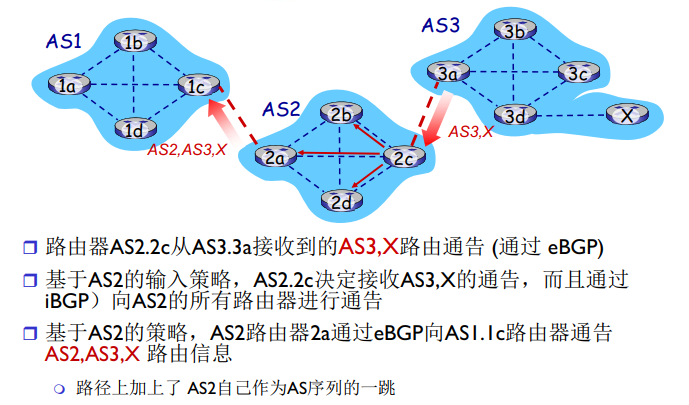 AS1
1b
1a
1c
1d
AS2,AS3,X
AS2
2b
2a
2c
2d
AS3
3b
3a
3c
3d
X
AS3,X
路由器AS2.2c从AS3.3a接收到的AS3,X路由通告 (通过 eBGP)
基于AS2的输入策略，AS2.2c决定接收AS3,X的通告，而且通过
iBGP）向AS2的所有路由器进行通告
基于AS2的策略，AS2路由器2a通过eBGP向AS1.1c路由器通告
AS2,AS3,X 路由信息
路径上加上了 AS2自己作为AS序列的一跳